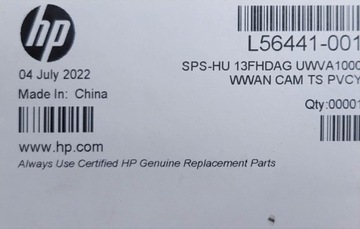 hp
L56441-001
04 July 2022
SPS-HU 13FHDAG UWVA1000
Made In: China
WWAN CAM TS PVCY
Qty:00001
www.hp.com
Always Use Certified HP Genuine Replacement Parts